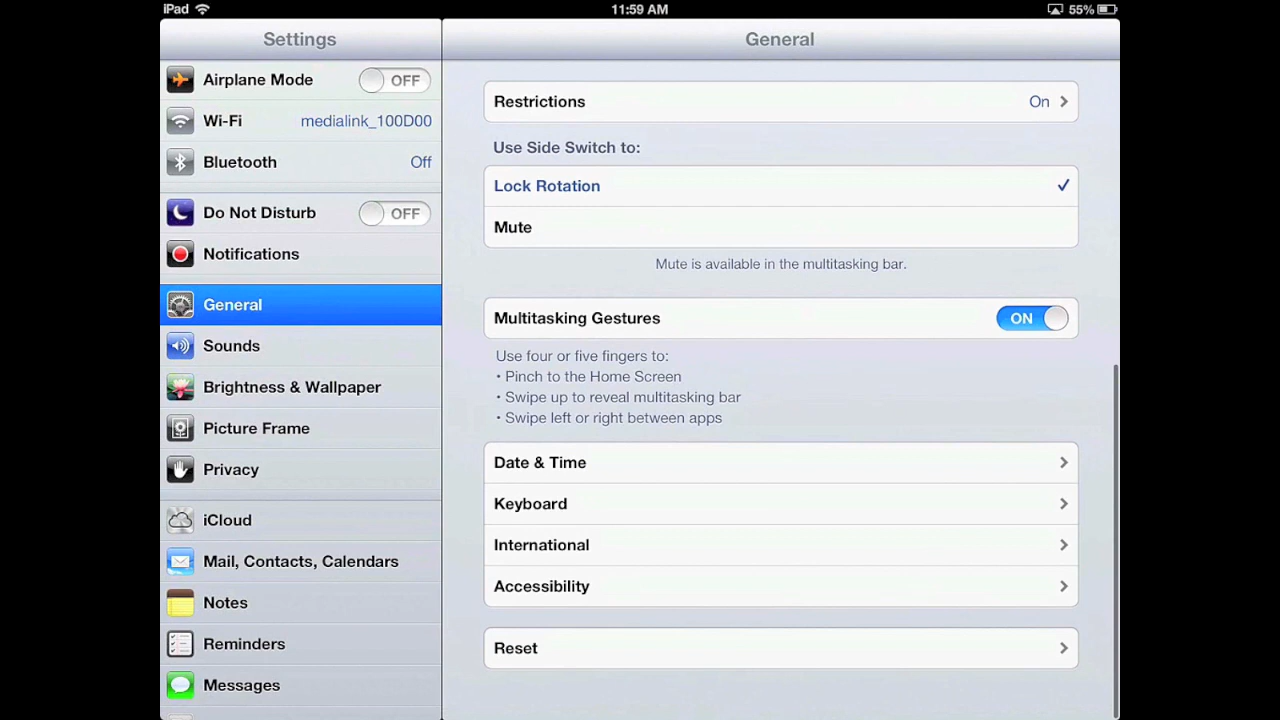 iPad
11:59 AM
55%
Settings
General
Airplane Mode OFF
Wi-Fi medialink_100D00
Bluetooth Off
Do Not Disturb OFF
Notifications
General
Sounds
Brightness & Wallpaper
Picture Frame
Privacy
iCloud
Mail, Contacts, Calendars
Notes
Reminders
Messages
Restrictions On
Use Side Switch to:
Lock Rotation
Mute
Mute is available in the multitasking bar.
Multitasking Gestures ON
Use four or five fingers to:
• Pinch to the Home Screen
• Swipe up to reveal multitasking bar
• Swipe left or right between apps
Date & Time
Keyboard
International
Accessibility
Reset